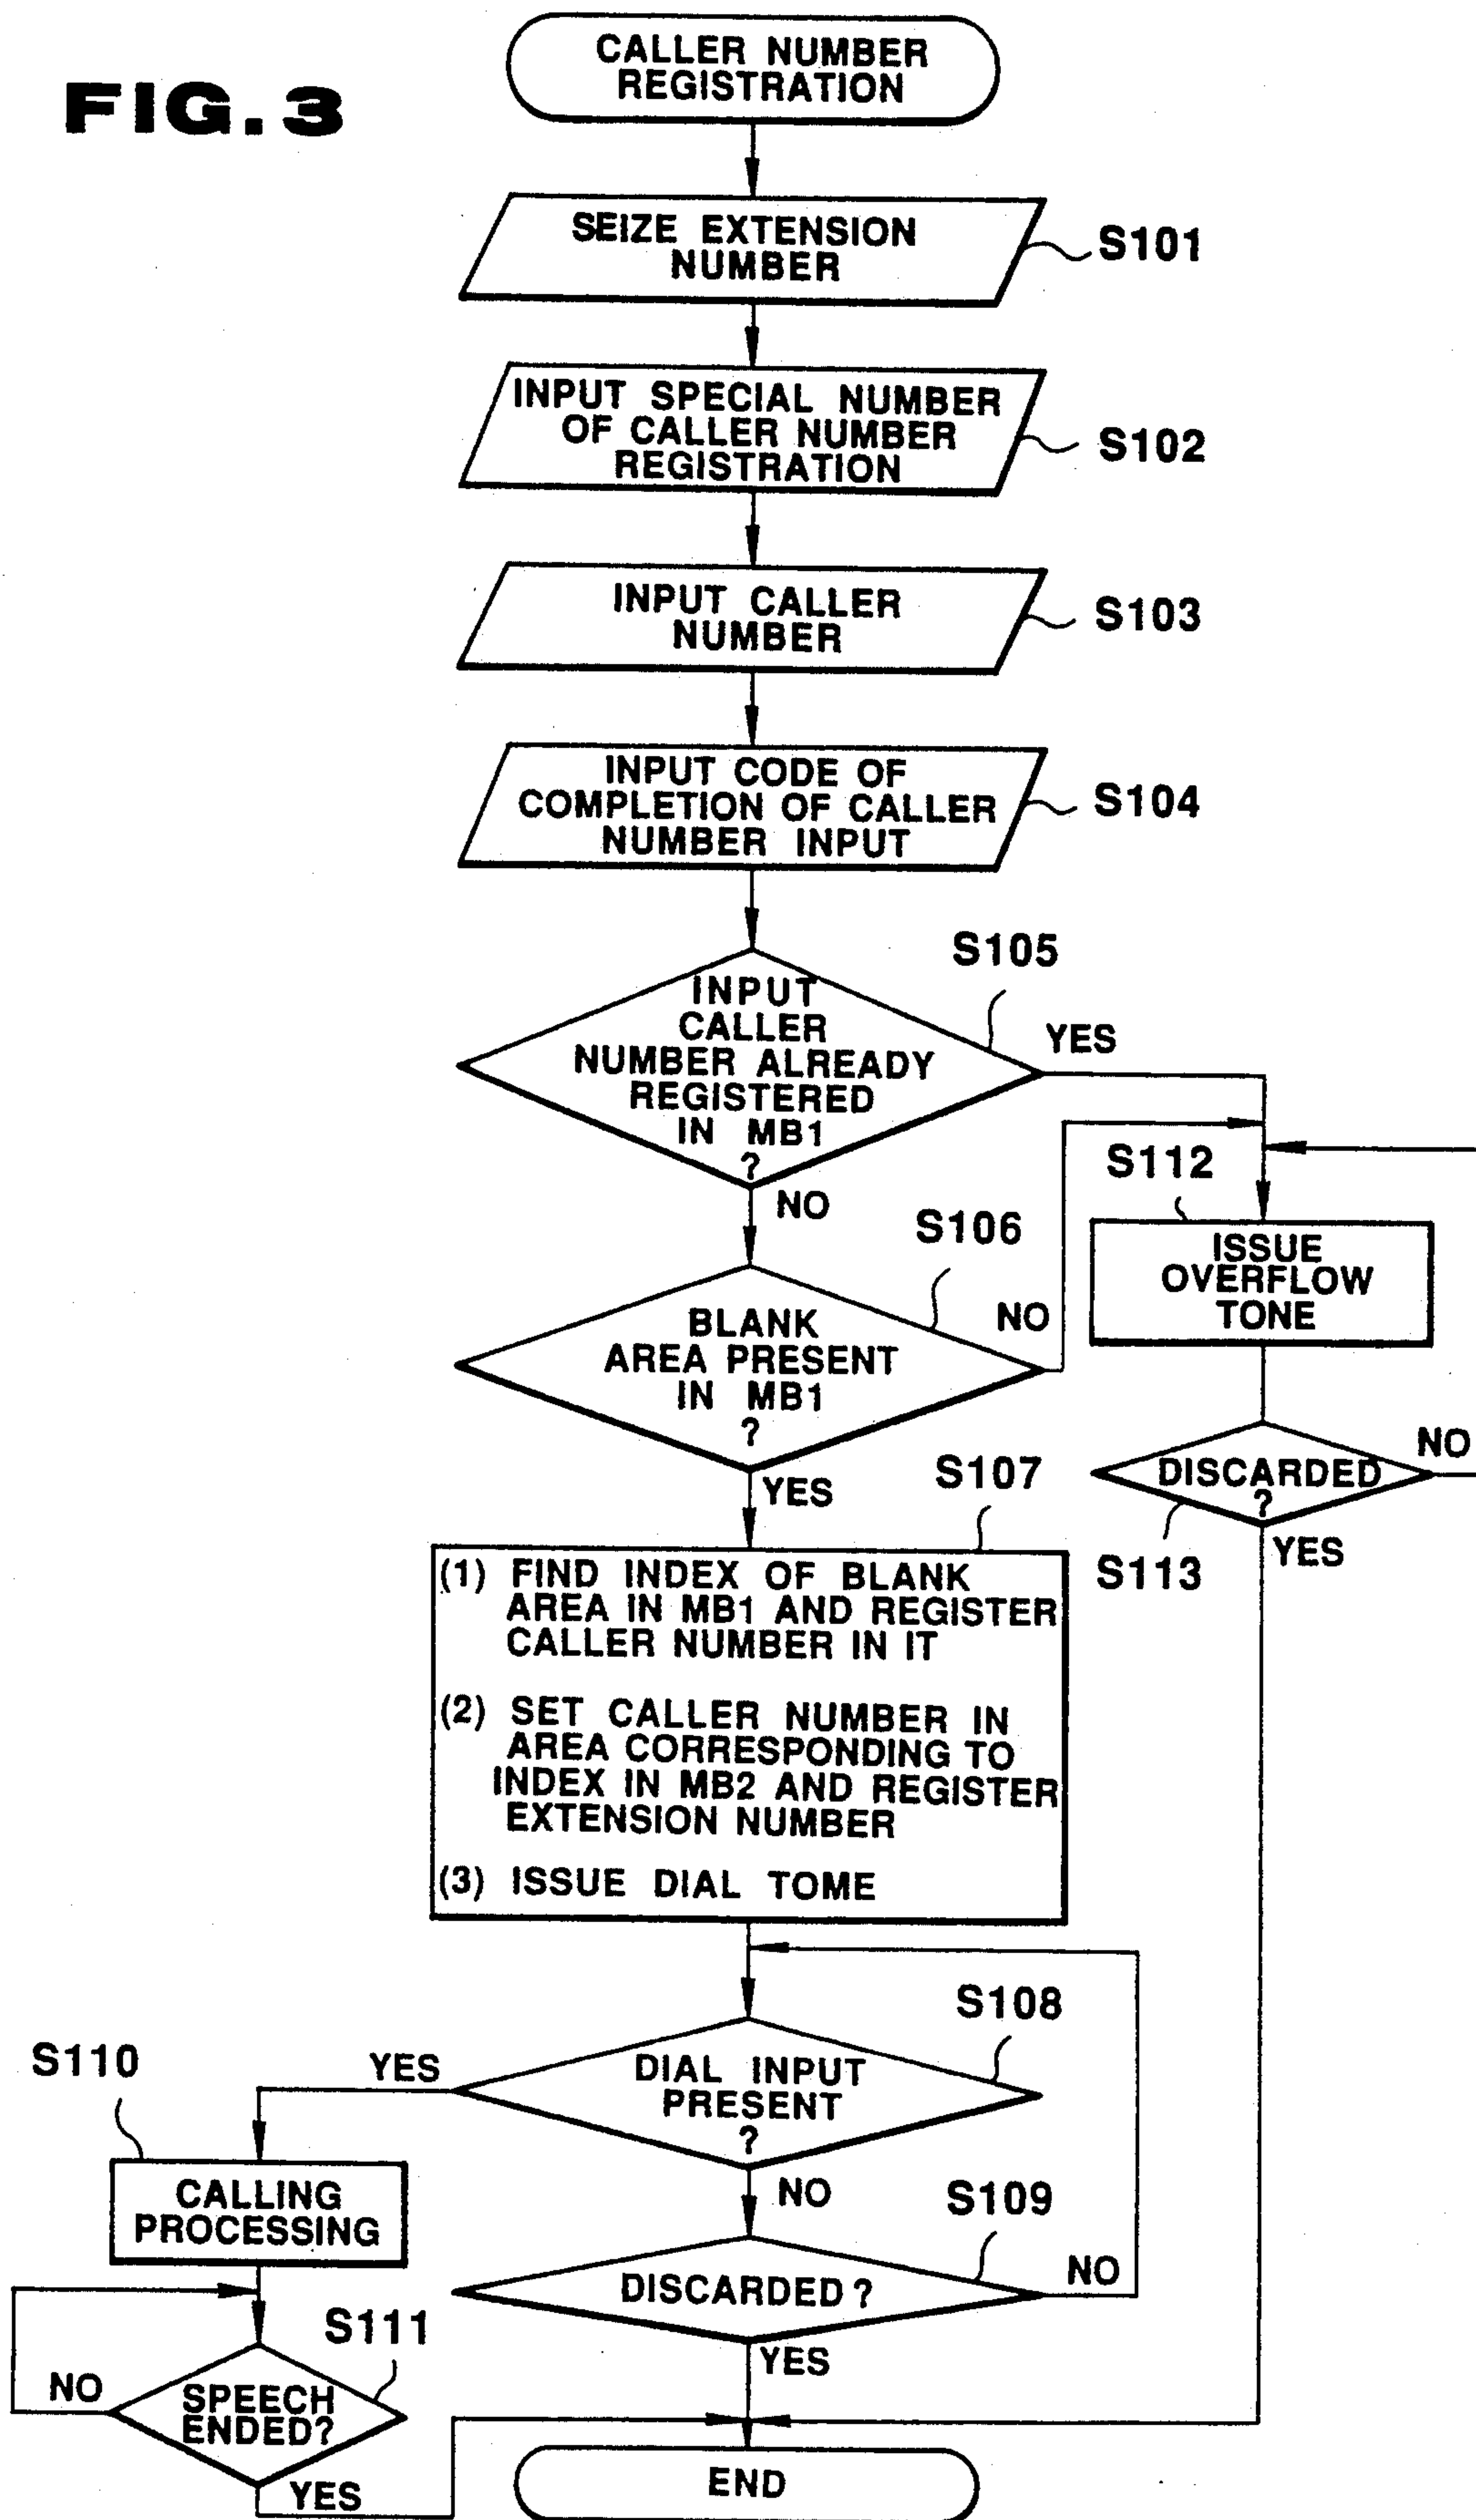 FIG.3
CALLER NUMBER
REGISTRATION
SEIZE EXTENSION
NUMBER
S101
INPUT SPECIAL NUMBER
OF CALLER NUMBER
REGISTRATION
S102
INPUT CALLER
NUMBER
S103
INPUT CODE OF
COMPLETION OF CALLER
NUMBER INPUT
S104
S105
INPUT
CALLER
NUMBER ALREADY
REGISTERED
IN MB1
?
YES
NO
S112
ISSUE
OVERFLOW
TONE
S106
BLANK
AREA PRESENT
IN MB1
?
NO
YES
DISCARDED
?
NO
S113
YES
S107
(1) FIND INDEX OF BLANK
AREA IN MB1 AND REGISTER
CALLER NUMBER IN IT
(2) SET CALLER NUMBER IN
AREA CORRESPONDING TO
INDEX IN MB2 AND REGISTER
EXTENSION NUMBER
(3) ISSUE DIAL TOME
S108
DIAL INPUT
PRESENT
?
YES
NO
S110
CALLING
PROCESSING
S109
DISCARDED?
NO
YES
S111
SPEECH
ENDED?
NO
YES
END